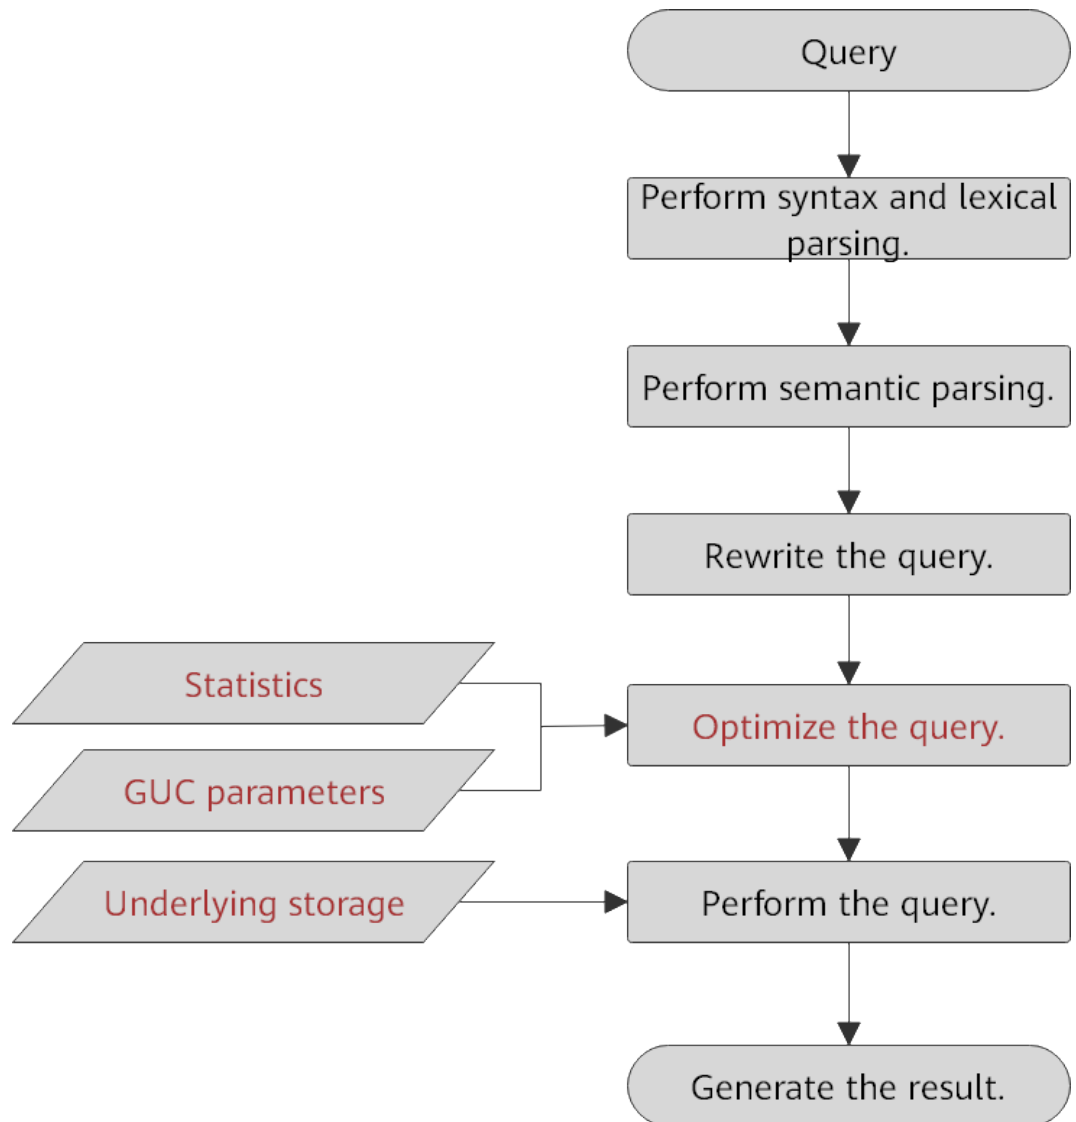 Query
Perform syntax and lexical
parsing.
Perform semantic parsing.
Rewrite the query.
Statistics
Optimize the query.
GUC parameters
Underlying storage
Perform the query.
Generate the result.